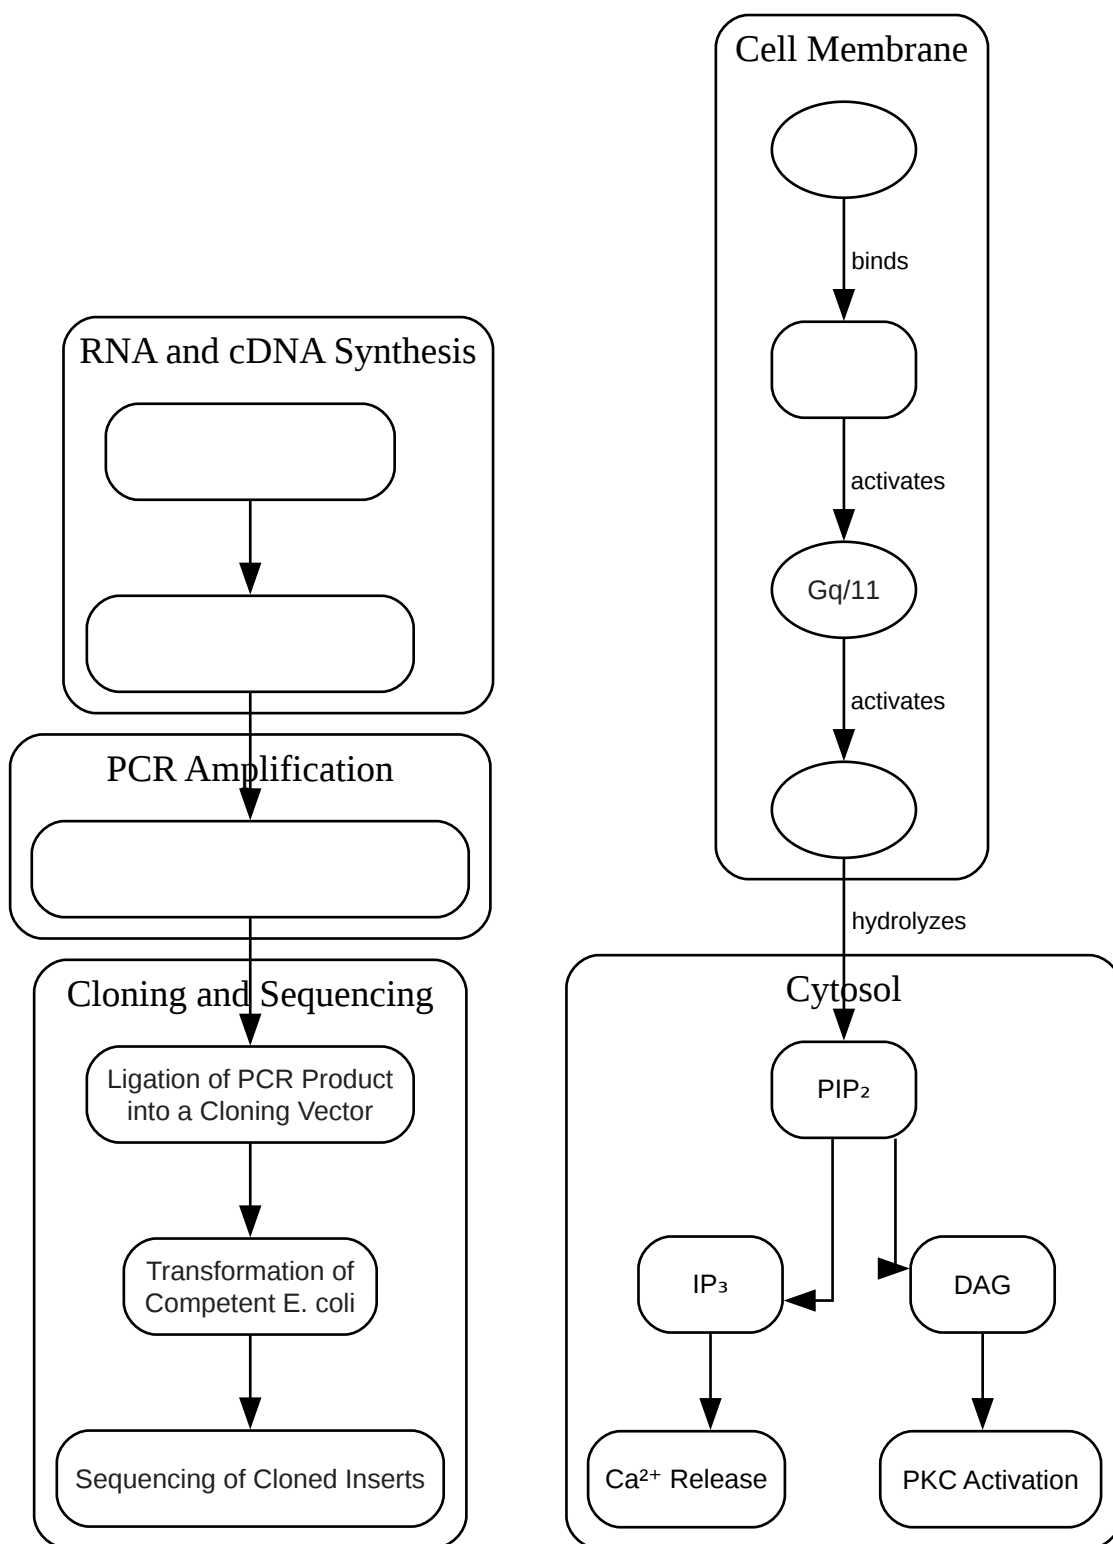 RNA and cDNA Synthesis
PCR Amplification
Cloning and Sequencing
Ligation of PCR Product
into a Cloning Vector
Transformation of
Competent E. coli
Sequencing of Cloned Inserts
Cell Membrane
binds
activates
Gq/11
activates
hydrolyzes
Cytosol
PIP₂
IP₃
DAG
Ca²⁺ Release
PKC Activation